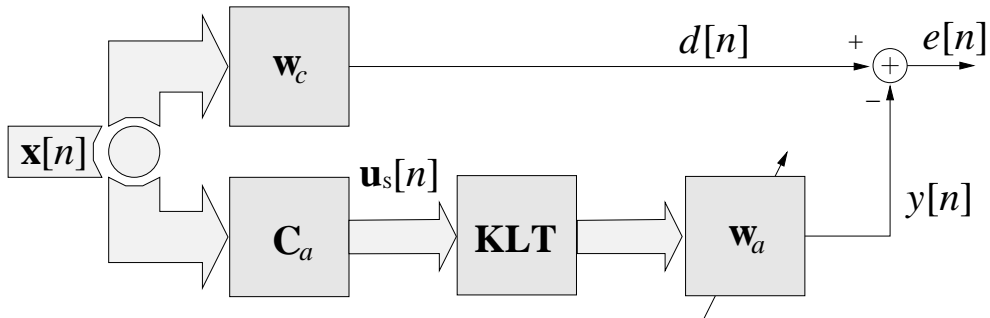 w_c
d[n]
+
e[n]
+
−
x[n]
u_s[n]
y[n]
C_a
KLT
w_a